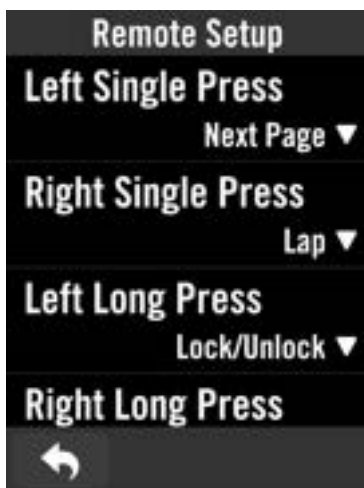 Remote Setup
Left Single Press
Next Page
Right Single Press
Lap
Left Long Press
Lock/Unlock
Right Long Press